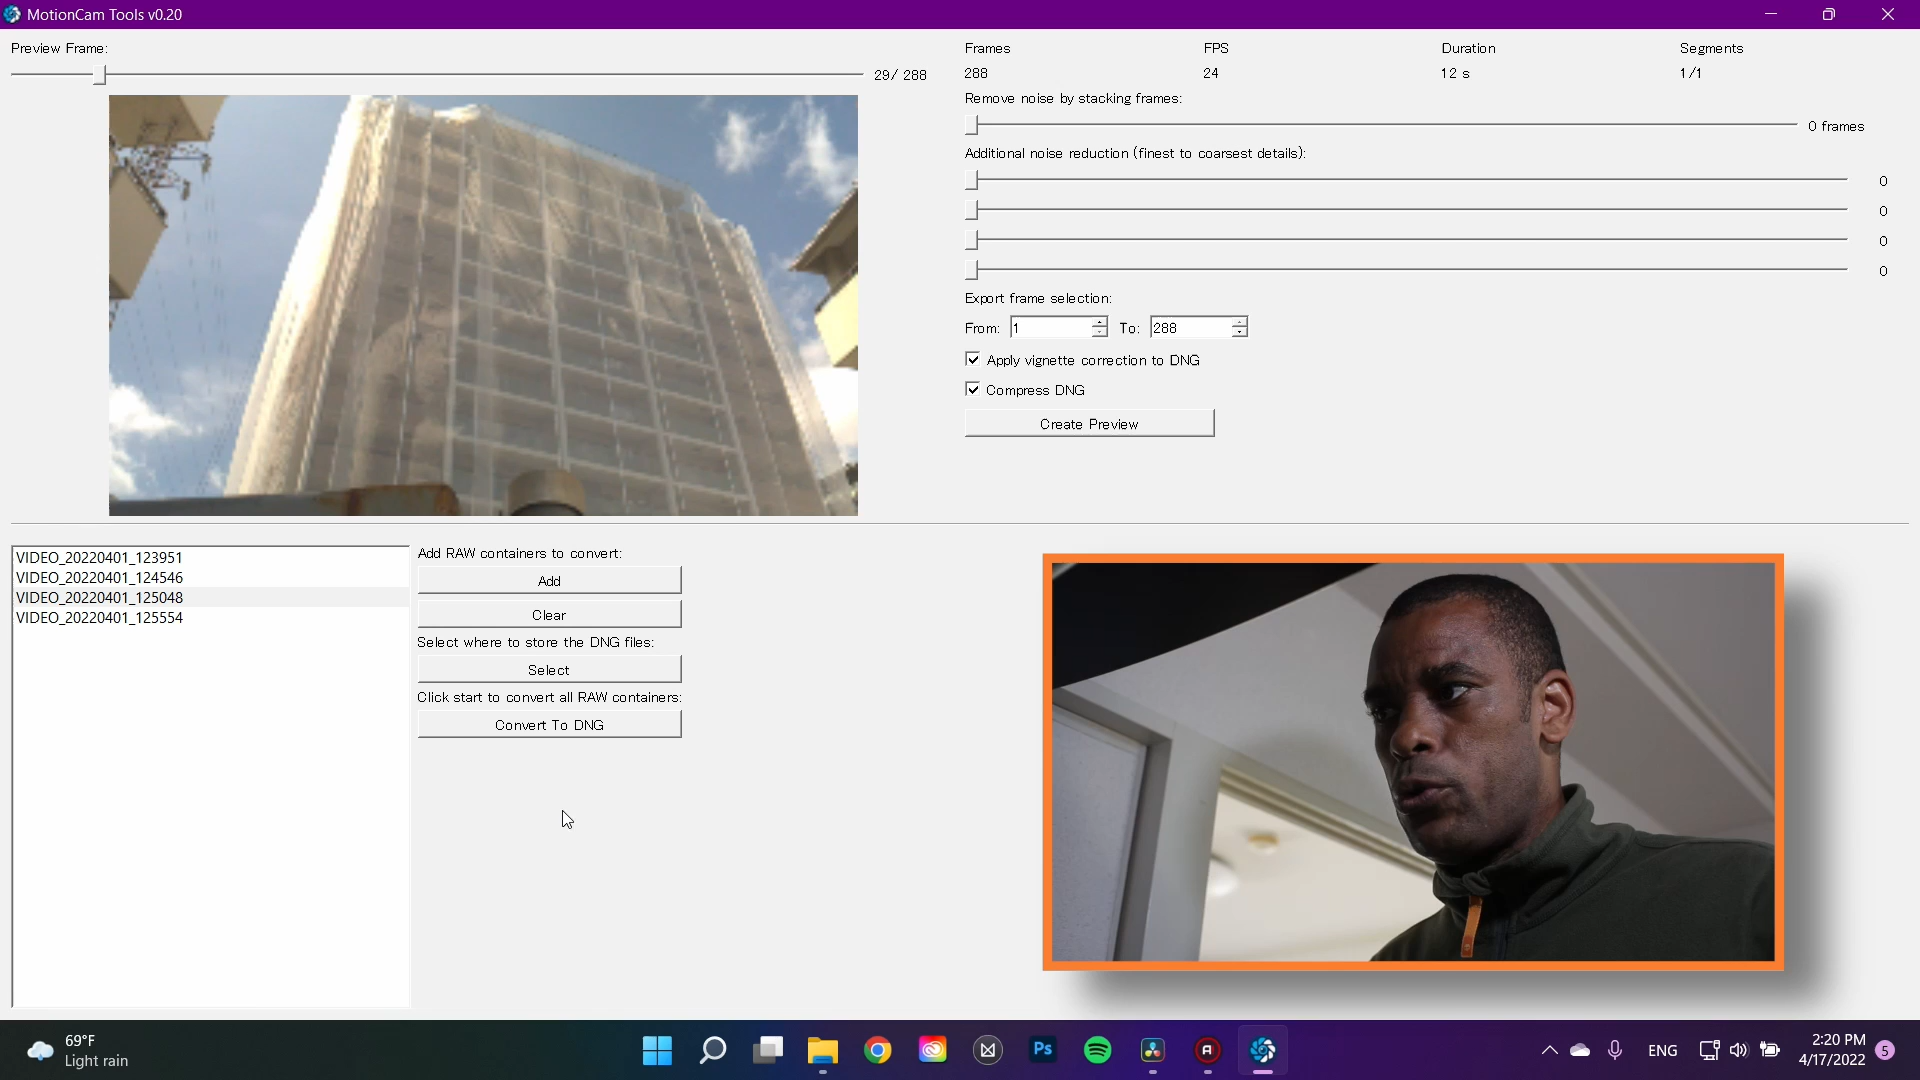 MotionCam Tools v0.20
Preview Frame:
29/ 288
Frames
FPS
Duration
Segments
288
24
12 s
1/1
Remove noise by stacking frames:
0 frames
Additional noise reduction (finest to coarsest details):
0
0
0
0
Export frame selection:
From: 1 To: 288
Apply vignette correction to DNG
Compress DNG
Create Preview
VIDEO_20220401_123951
VIDEO_20220401_124546
VIDEO_20220401_125048
VIDEO_20220401_125554
Add RAW containers to convert:
Add
Clear
Select where to store the DNG files:
Select
Click start to convert all RAW containers:
Convert To DNG
69°F
Light rain
Ps
ENG
2:20 PM
4/17/2022
5